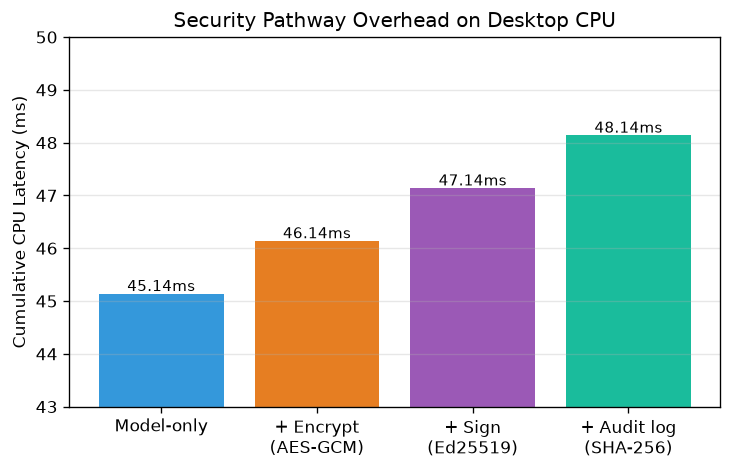 Security Pathway Overhead on Desktop CPU
Cumulative CPU Latency (ms)
50
49
48
47
46
45
44
43
45.14ms
46.14ms
47.14ms
48.14ms
Model-only
+ Encrypt
(AES-GCM)
+ Sign
(Ed25519)
+ Audit log
(SHA-256)